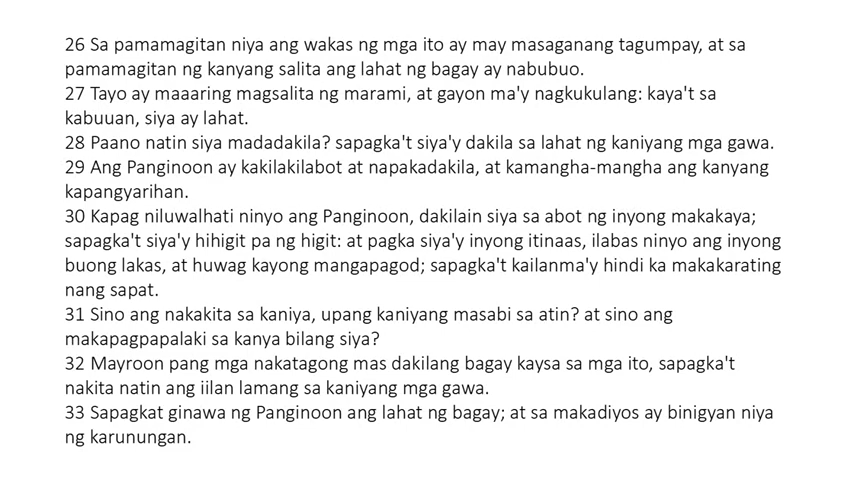 26 Sa pamamagitan niya ang wakas ng mga ito ay may masaganang tagumpay, at sa
pamamagitan ng kanyang salita ang lahat ng bagay ay nabubuo.
27 Tayo ay maaaring magsalita ng marami, at gayon ma'y nagkukulang: kaya't sa
kabuuan, siya ay lahat.
28 Paano natin siya madadakila? sapagka't siya'y dakila sa lahat ng kaniyang mga gawa.
29 Ang Panginoon ay kakilakilabot at napakadakila, at kamangha-mangha ang kanyang
kapangyarihan.
30 Kapag niluwalhati ninyo ang Panginoon, dakilain siya sa abot ng inyong makakaya;
sapagka't siya'y hihigit pa ng higit: at pagka siya'y inyong itinaas, ilabas ninyo ang inyong
buong lakas, at huwag kayong mangapagod; sapagka't kailanma'y hindi ka makakarating
nang sapat.
31 Sino ang nakakita sa kaniya, upang kaniyang masabi sa atin? at sino ang
makapagpapalaki sa kanya bilang siya?
32 Mayroon pang mga nakatagong mas dakilang bagay kaysa sa mga ito, sapagka't
nakita natin ang iilan lamang sa kaniyang mga gawa.
33 Sapagkat ginawa ng Panginoon ang lahat ng bagay; at sa makadiyos ay binigyan niya
ng karunungan.